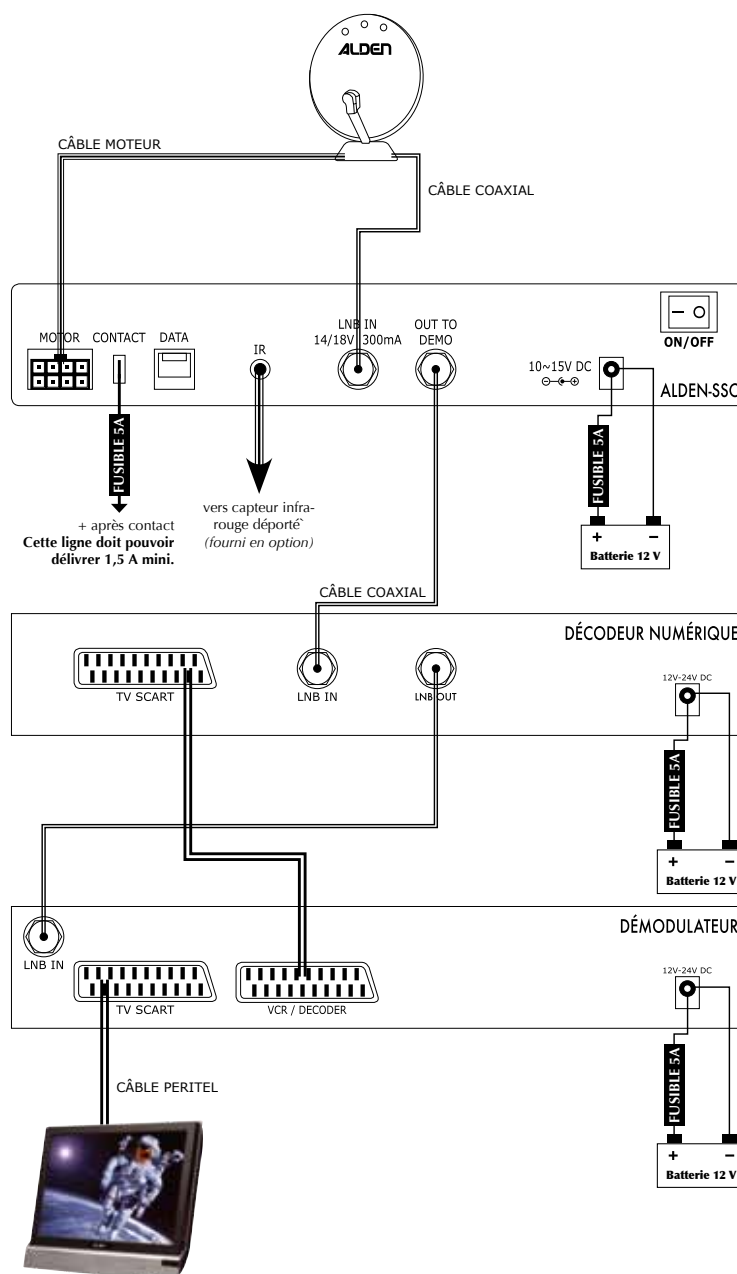 ALDEN
CÂBLE MOTEUR
CÂBLE COAXIAL
MOTOR
CONTACT
DATA
IR
LNB IN
14/18V 300mA
OUT TO
DEMO
10~15V DC
ON/OFF
ALDEN-SSC
FUSIBLE 5A
FUSIBLE 5A
+ après contact
Cette ligne doit pouvoir
délivrer 1,5 A mini.
vers capteur infra-
rouge déporté`
(fourni en option)
+ −
Batterie 12 V
CÂBLE COAXIAL
DÉCODEUR NUMÉRIQUE
TV SCART
LNB IN
LNB OUT
12V-24V DC
FUSIBLE 5A
+ −
Batterie 12 V
DÉMODULATEUR
LNB IN
TV SCART
VCR / DECODER
12V-24V DC
FUSIBLE 5A
+ −
Batterie 12 V
CÂBLE PERITEL